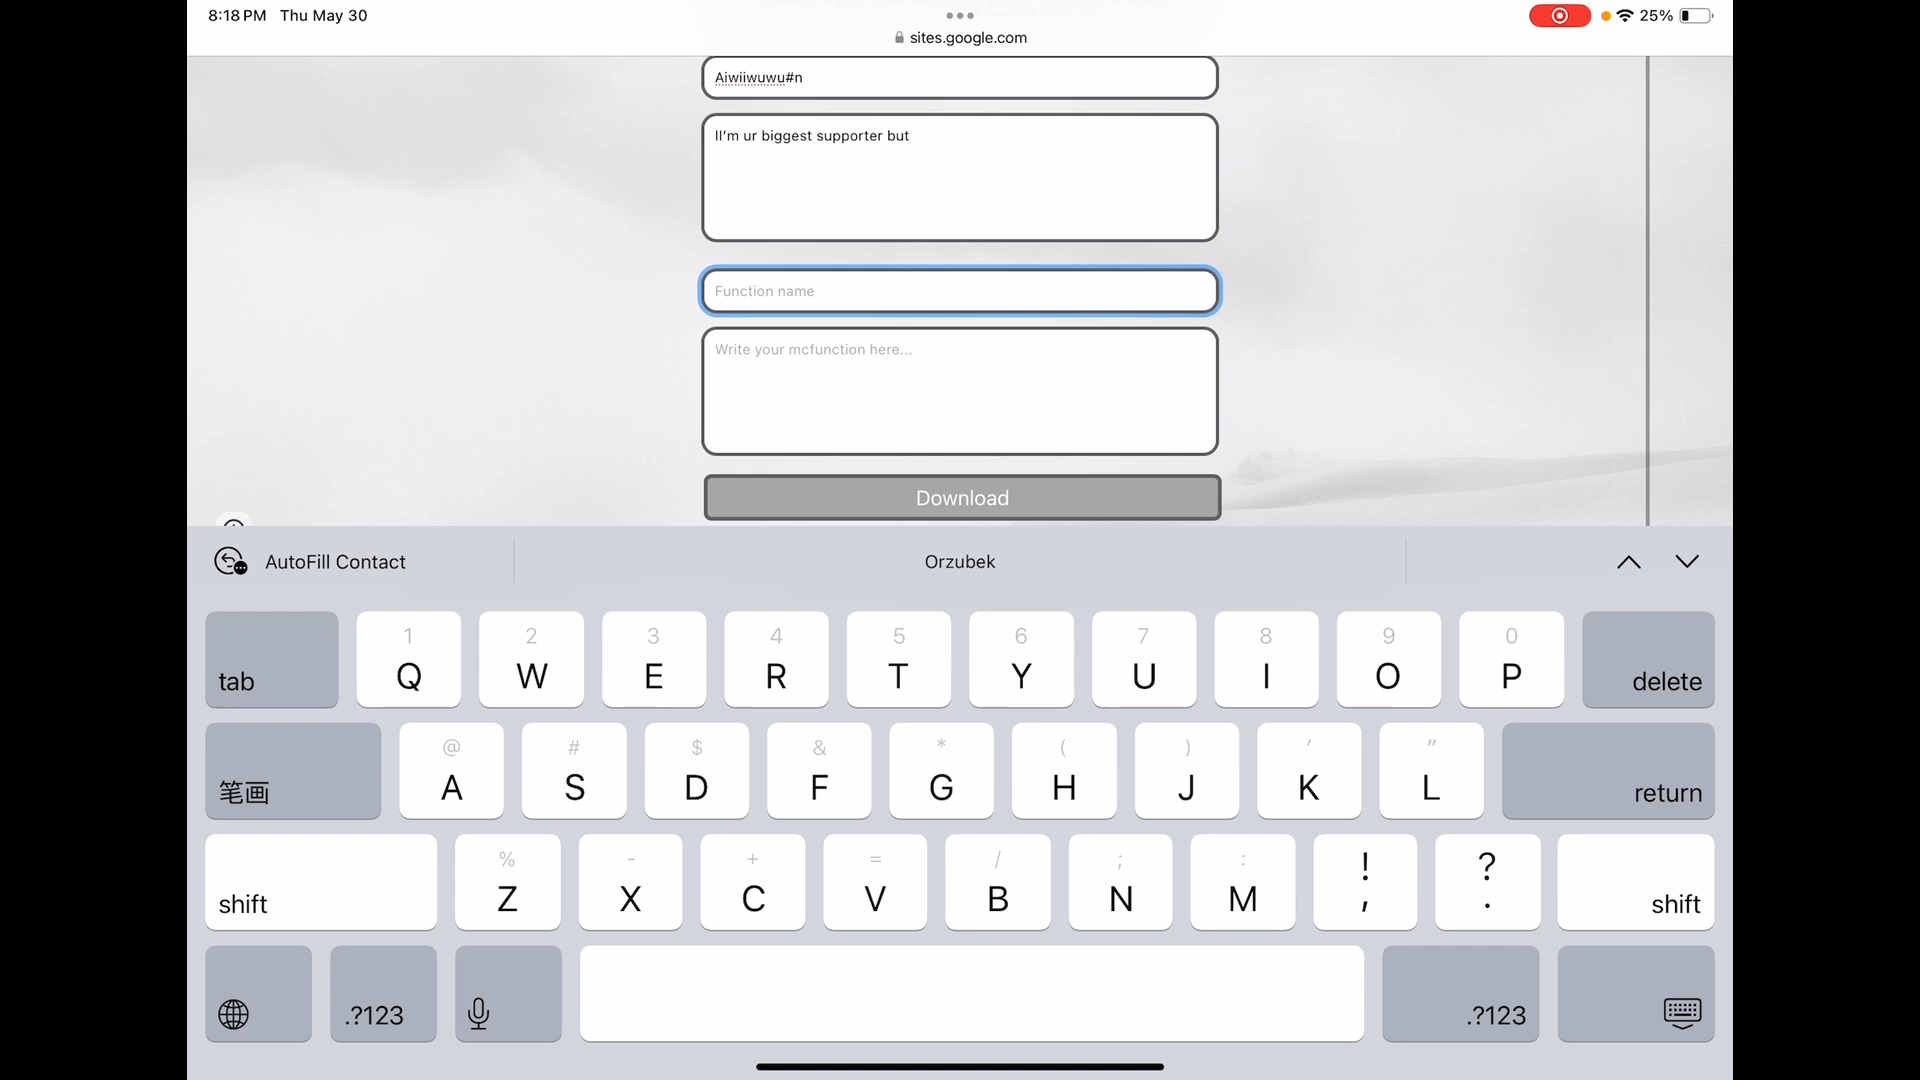 8:18 PM Thu May 30
25%
sites.google.com
Aiwiiwuwu#n
II’m ur biggest supporter but
Function name
Write your mcfunction here...
Download
AutoFill Contact
Orzubek
1 2 3 4 5 6 7 8 9 0
tab Q W E R T Y U I O P delete
@ # $ & * ( ) ' "
笔画 A S D F G H J K L return
% - + = / ; : ! ?
shift Z X C V B N M , . shift
.?123 .?123